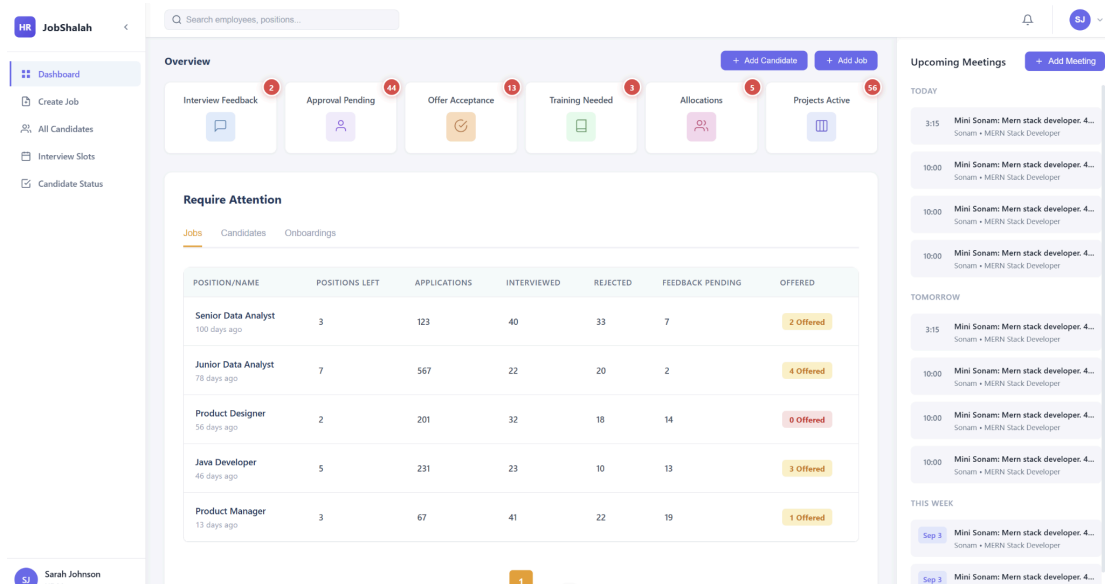 HR JobShalah
Dashboard
Create Job
All Candidates
Interview Slots
Candidate Status
SJ Sarah Johnson
Search employees, positions...
SJ
Overview
+ Add Candidate
+ Add Job
Interview Feedback 2
Approval Pending 44
Offer Acceptance 13
Training Needed 3
Allocations 5
Projects Active 56
Require Attention
Jobs Candidates Onboardings
POSITION/NAME POSITIONS LEFT APPLICATIONS INTERVIEWED REJECTED FEEDBACK PENDING OFFERED
Senior Data Analyst 3 123 40 33 7 2 Offered
100 days ago
Junior Data Analyst 7 567 22 20 2 4 Offered
78 days ago
Product Designer 2 201 32 18 14 0 Offered
56 days ago
Java Developer 5 231 23 10 13 3 Offered
46 days ago
Product Manager 3 67 41 22 19 1 Offered
13 days ago
1
Upcoming Meetings
+ Add Meeting
TODAY
3:15 Mini Sonam: Mern stack developer. 4...
Sonam • MERN Stack Developer
10:00 Mini Sonam: Mern stack developer. 4...
Sonam • MERN Stack Developer
10:00 Mini Sonam: Mern stack developer. 4...
Sonam • MERN Stack Developer
10:00 Mini Sonam: Mern stack developer. 4...
Sonam • MERN Stack Developer
TOMORROW
3:15 Mini Sonam: Mern stack developer. 4...
Sonam • MERN Stack Developer
10:00 Mini Sonam: Mern stack developer. 4...
Sonam • MERN Stack Developer
10:00 Mini Sonam: Mern stack developer. 4...
Sonam • MERN Stack Developer
10:00 Mini Sonam: Mern stack developer. 4...
Sonam • MERN Stack Developer
THIS WEEK
Sep 3 Mini Sonam: Mern stack developer. 4...
Sonam • MERN Stack Developer
Sep 3 Mini Sonam: Mern stack developer. 4...